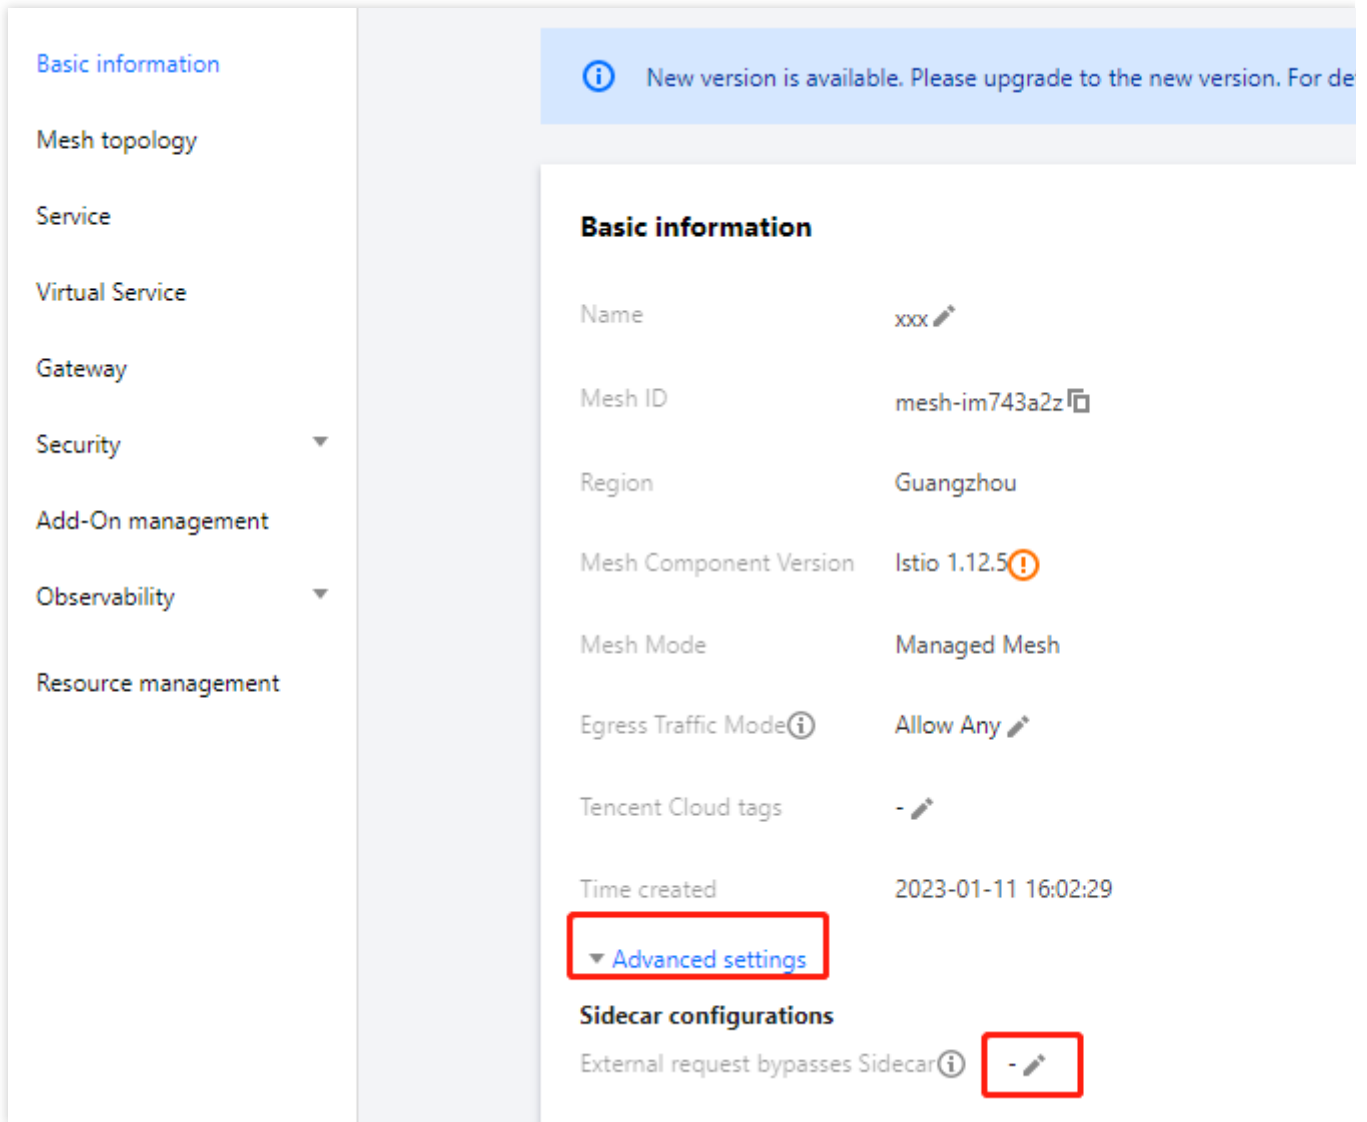 Basic information
Mesh topology
Service
Virtual Service
Gateway
Security
Add-On management
Observability
Resource management
New version is available. Please upgrade to the new version. For de
Basic information
Name xxx
Mesh ID mesh-im743a2z
Region Guangzhou
Mesh Component Version Istio 1.12.5
Mesh Mode Managed Mesh
Egress Traffic Mode Allow Any
Tencent Cloud tags -
Time created 2023-01-11 16:02:29
Advanced settings
Sidecar configurations
External request bypasses Sidecar -